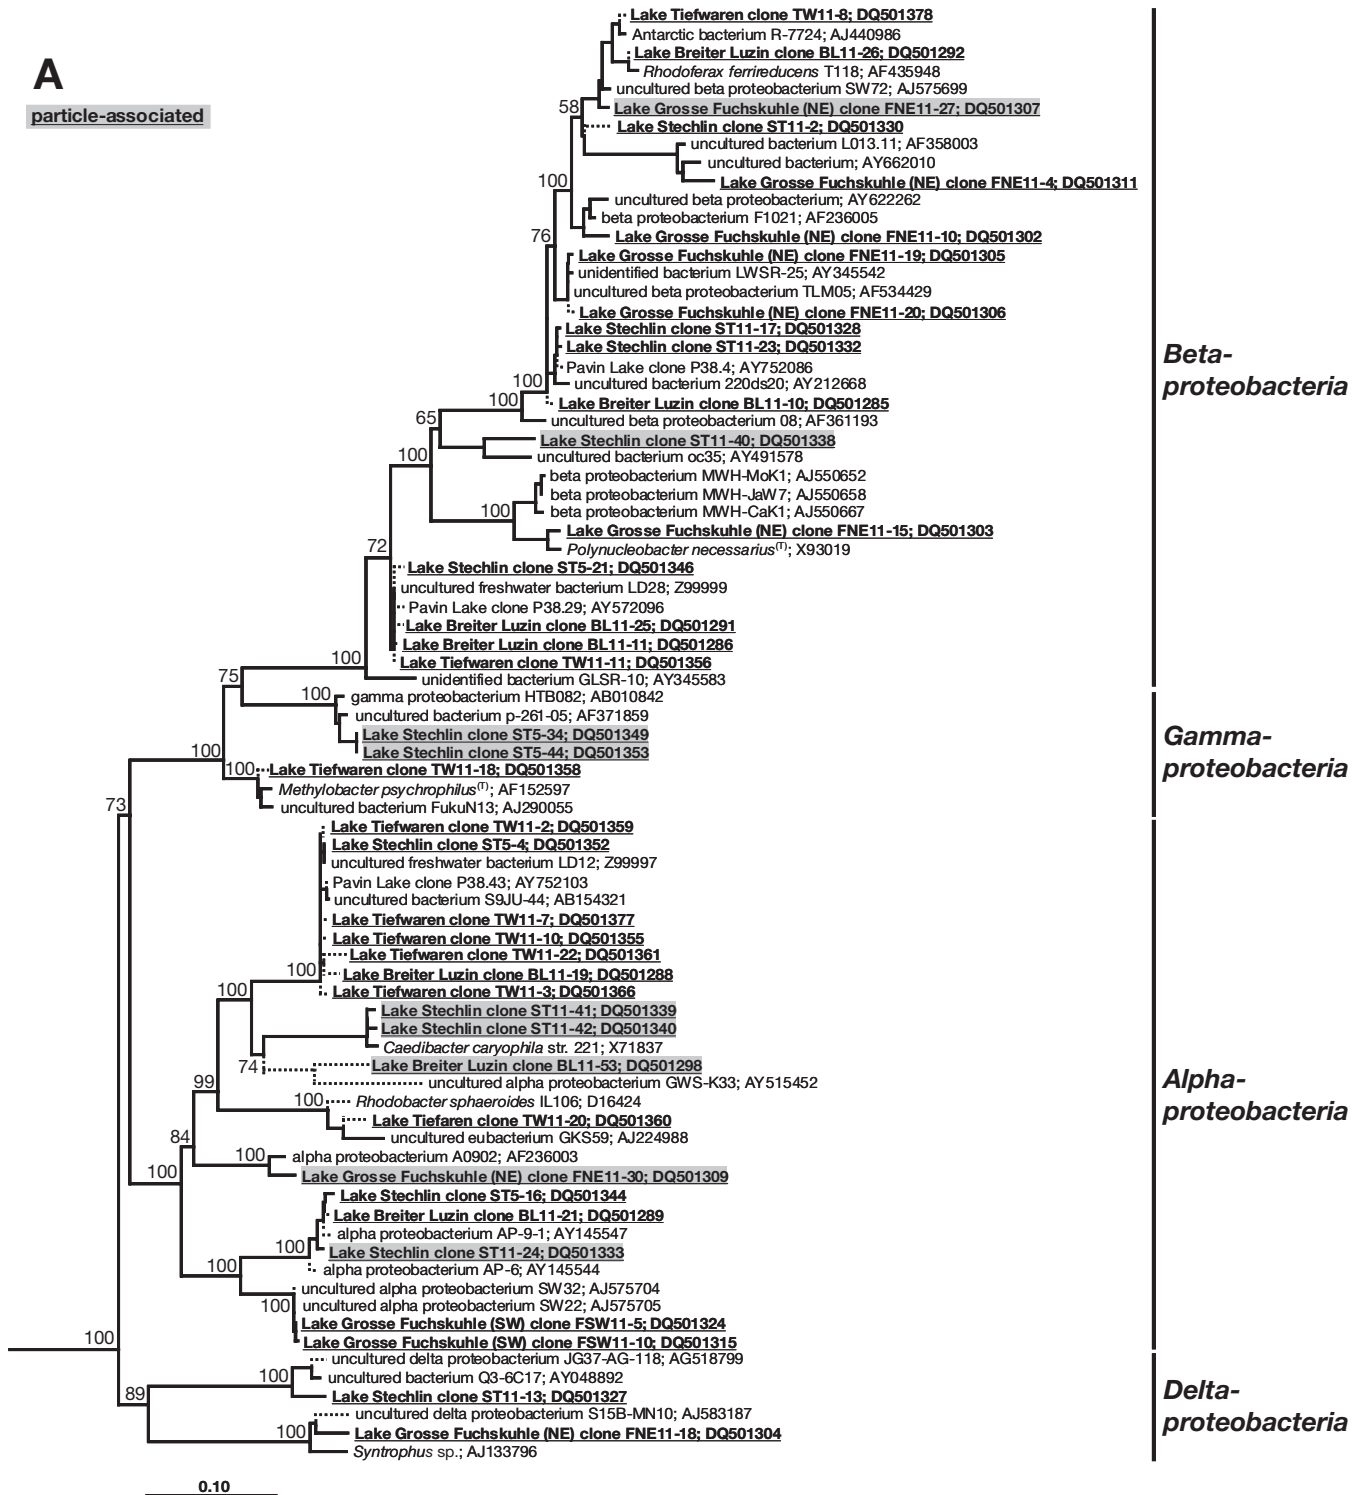 A
particle-associated
Lake Tiefwaren clone TW11-8; DQ501378
Antarctic bacterium R-7724; AJ440986
Lake Breiter Luzin clone BL11-26; DQ501292
Rhodoferax ferrireducens T118; AF435948
uncultured beta proteobacterium SW72; AJ575699
58
Lake Grosse Fuchskuhle (NE) clone FNE11-27; DQ501307
Lake Stechlin clone ST11-2; DQ501330
uncultured bacterium L013.11; AF358003
uncultured bacterium; AY662010
100
Lake Grosse Fuchskuhle (NE) clone FNE11-4; DQ501311
uncultured beta proteobacterium; AY622262
beta proteobacterium F1021; AF236005
76
Lake Grosse Fuchskuhle (NE) clone FNE11-10; DQ501302
Lake Grosse Fuchskuhle (NE) clone FNE11-19; DQ501305
unidentified bacterium LWSR-25; AY345542
uncultured beta proteobacterium TLM05; AF534429
Lake Grosse Fuchskuhle (NE) clone FNE11-20; DQ501306
Lake Stechlin clone ST11-17; DQ501328
Lake Stechlin clone ST11-23; DQ501332
Beta-
proteobacteria
Pavin Lake clone P38.4; AY752086
100
uncultured bacterium 220ds20; AY212668
100
Lake Breiter Luzin clone BL11-10; DQ501285
65
uncultured beta proteobacterium 08; AF361193
Lake Stechlin clone ST11-40; DQ501338
100
uncultured bacterium oc35; AY491578
beta proteobacterium MWH-MoK1; AJ550652
beta proteobacterium MWH-JaW7; AJ550658
100
beta proteobacterium MWH-CaK1; AJ550667
Lake Grosse Fuchskuhle (NE) clone FNE11-15; DQ501303
72
Polynucleobacter necessarius(T); X93019
Lake Stechlin clone ST5-21; DQ501346
uncultured freshwater bacterium LD28; Z99999
Pavin Lake clone P38.29; AY572096
Lake Breiter Luzin clone BL11-25; DQ501291
Lake Breiter Luzin clone BL11-11; DQ501286
100
Lake Tiefwaren clone TW11-11; DQ501356
75
unidentified bacterium GLSR-10; AY345583
100
gamma proteobacterium HTB082; AB010842
uncultured bacterium p-261-05; AF371859
Lake Stechlin clone ST5-34; DQ501349
Gamma-
proteobacteria
100
Lake Stechlin clone ST5-44; DQ501353
100
Lake Tiefwaren clone TW11-18; DQ501358
Methylobacter psychrophilus(T); AF152597
73
uncultured bacterium FukuN13; AJ290055
Lake Tiefwaren clone TW11-2; DQ501359
Lake Stechlin clone ST5-4; DQ501352
uncultured freshwater bacterium LD12; Z99997
Pavin Lake clone P38.43; AY752103
uncultured bacterium S9JU-44; AB154321
Lake Tiefwaren clone TW11-7; DQ501377
Lake Tiefwaren clone TW11-10; DQ501355
Lake Tiefwaren clone TW11-22; DQ501361
100
Lake Breiter Luzin clone BL11-19; DQ501288
100
Lake Tiefwaren clone TW11-3; DQ501366
Lake Stechlin clone ST11-41; DQ501339
Lake Stechlin clone ST11-42; DQ501340
Caedibacter caryophila str. 221; X71837
74
Lake Breiter Luzin clone BL11-53; DQ501298
99
uncultured alpha proteobacterium GWS-K33; AY515452
Alpha-
proteobacteria
100
Rhodobacter sphaeroides IL106; D16424
Lake Tiefaren clone TW11-20; DQ501360
84
uncultured eubacterium GKS59; AJ224988
100
alpha proteobacterium A0902; AF236003
100
Lake Grosse Fuchskuhle (NE) clone FNE11-30; DQ501309
Lake Stechlin clone ST5-16; DQ501344
Lake Breiter Luzin clone BL11-21; DQ501289
alpha proteobacterium AP-9-1; AY145547
100
Lake Stechlin clone ST11-24; DQ501333
100
alpha proteobacterium AP-6; AY145544
uncultured alpha proteobacterium SW32; AJ575704
100
uncultured alpha proteobacterium SW22; AJ575705
Lake Grosse Fuchskuhle (SW) clone FSW11-5; DQ501324
100
Lake Grosse Fuchskuhle (SW) clone FSW11-10; DQ501315
uncultured delta proteobacterium JG37-AG-118; AG518799
100
uncultured bacterium Q3-6C17; AY048892
89
Lake Stechlin clone ST11-13; DQ501327
Delta-
proteobacteria
uncultured delta proteobacterium S15B-MN10; AJ583187
100
Lake Grosse Fuchskuhle (NE) clone FNE11-18; DQ501304
Syntrophus sp.; AJ133796
0.10